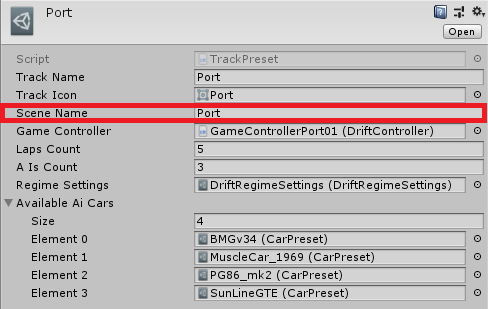 Port
Open
Script TrackPreset
Track Name Port
Track Icon Port
Scene Name Port
Game Controller GameControllerPort01 (DriftController)
Laps Count 5
A Is Count 3
Regime Settings DriftRegimeSettings (DriftRegimeSettings)
Available Ai Cars
Size 4
Element 0 BMGv34 (CarPreset)
Element 1 MuscleCar_1969 (CarPreset)
Element 2 PG86_mk2 (CarPreset)
Element 3 SunLineGTE (CarPreset)